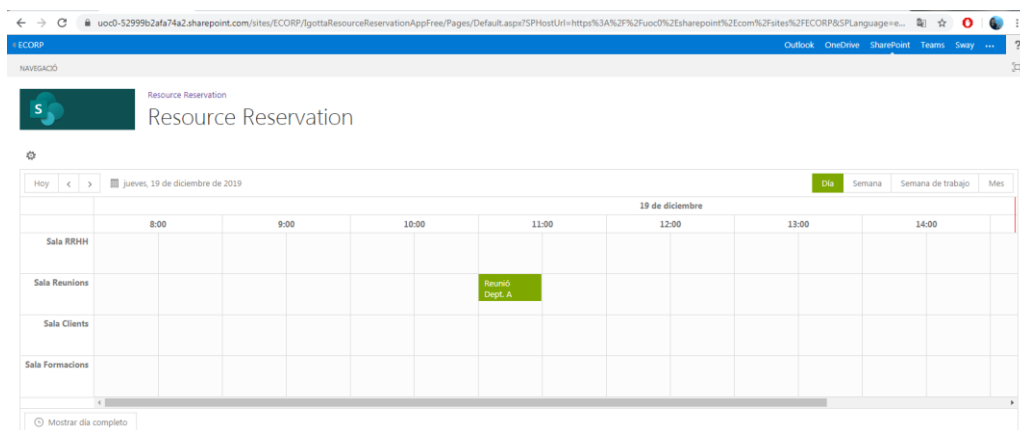 uoc0-52999b2afa74a2.sharepoint.com/sites/ECORP/IgottaResourceReservationAppFree/Pages/Default.aspx?SPHostUrl=https%3A%2F%2Fuoc0%2Esharepoint%2Ecom%2Fsites%2FECORP&SPLanguage=e...
ECORP
Outlook OneDrive SharePoint Teams Sway ... ?
NAVEGACIÓ
S
Resource Reservation
Resource Reservation
Hoy < > jueves, 19 de diciembre de 2019 Día Semana Semana de trabajo Mes
19 de diciembre
8:00 9:00 10:00 11:00 12:00 13:00 14:00
Sala RRHH
Sala Reunions
Reunió
Dept. A
Sala Clients
Sala Formacions
Mostrar día completo